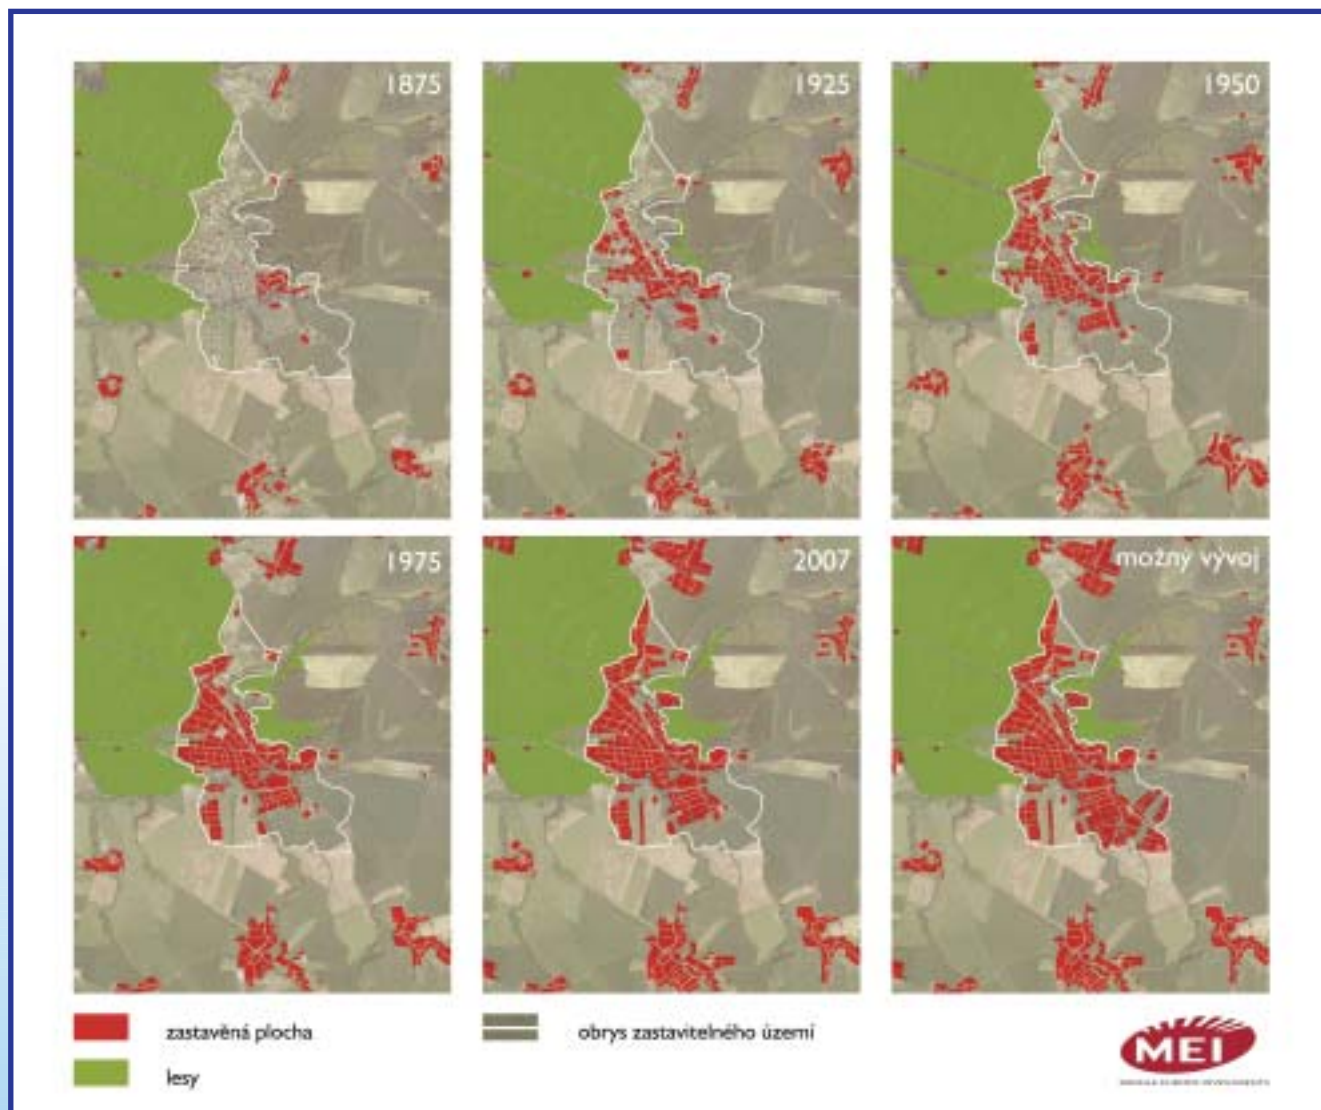 1875
1925
1950
1975
2007
možný vývoj
zastavěná plocha
obrys zastavitelného území
lesy
MEI